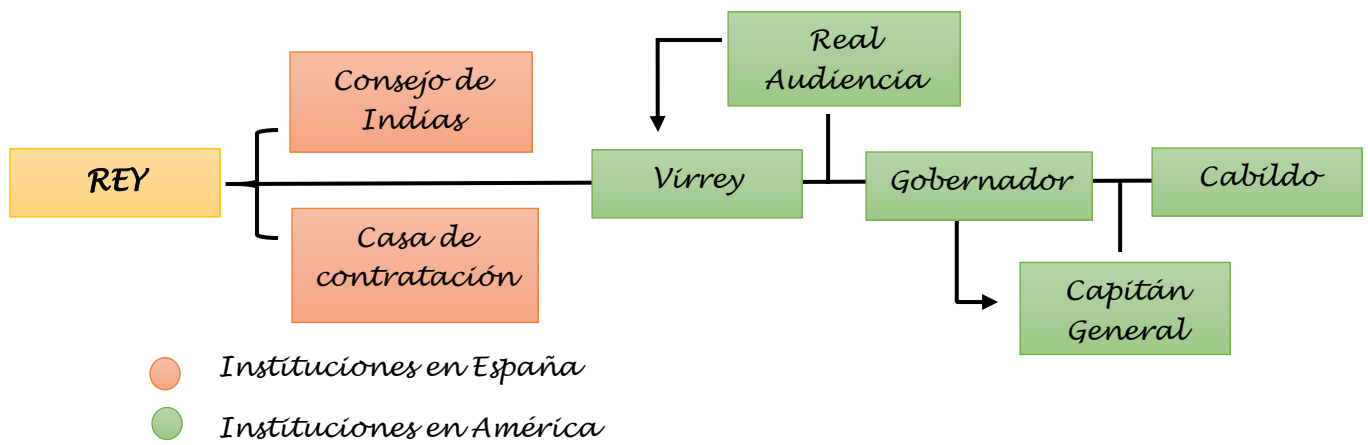 REY
Consejo de
Indias
Casa de
contratación
Virrey
Real
Audiencia
Gobernador
Capitán
General
Cabildo
Instituciones en España
Instituciones en América